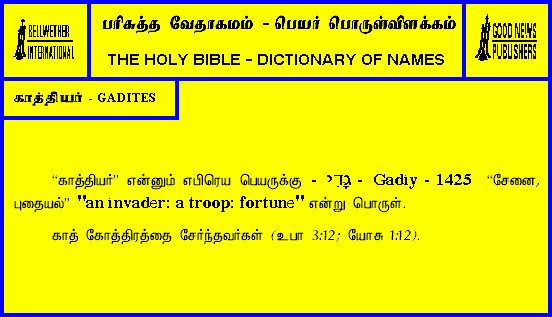 BELLWETHER
INTERNATIONAL
பரிசுத்த வேதாகமம் - பெயர் பொருள்விளக்கம்
THE HOLY BIBLE - DICTIONARY OF NAMES
GOOD NEWS
PUBLISHERS
காத்தியர் - GADITES
“காத்தியர்” என்னும் எபிரெய பெயருக்கு - גָּדִי - Gadiy - 1425 “சேனை,
புதையல்” "an invader: a troop: fortune" என்று பொருள்.
காத் கோத்திரத்தை சேர்ந்தவர்கள் (உபா 3:12; யோசு 1:12).